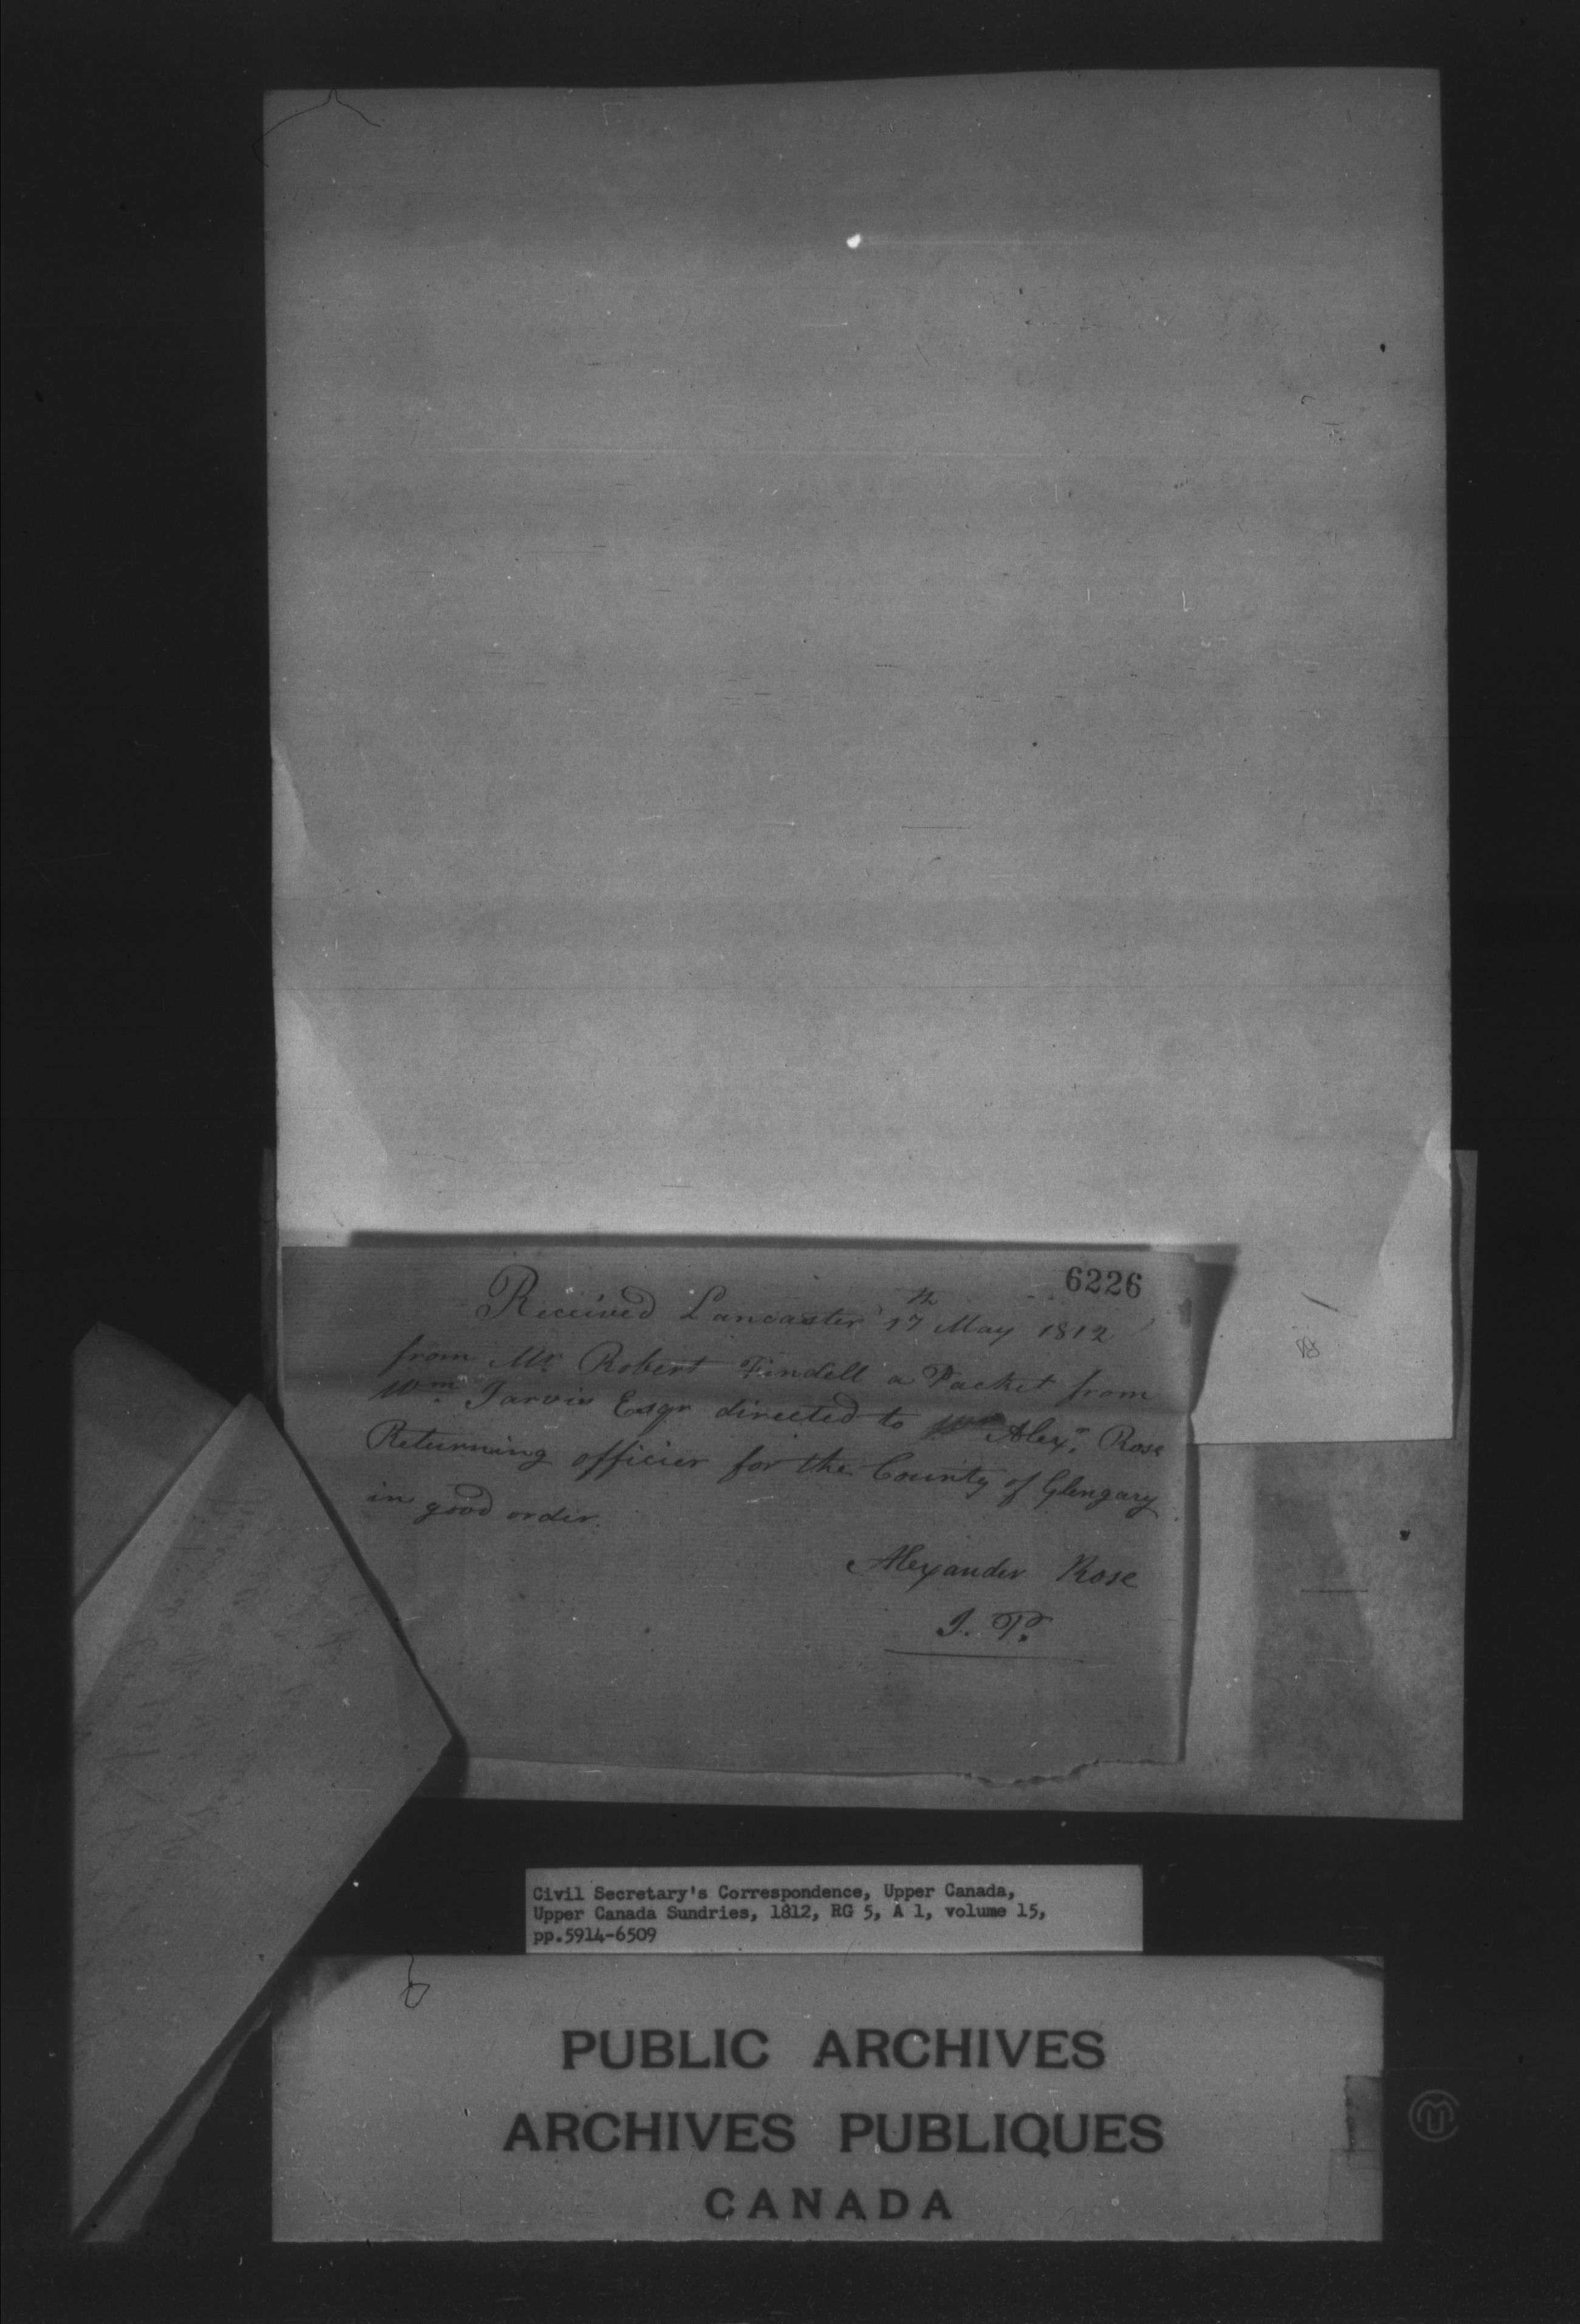 6226
Received Lancaster 17th May 1812
from Mr Robert Findell a Packet from
Wm Jarvis Esqr directed to Alexr. Rose
Returning officier for the County of Glengary
in good order.
Alexander Rose
J. P.
Civil Secretary's Correspondence, Upper Canada,
Upper Canada Sundries, 1812, RG 5, A 1, volume 15,
pp.5914-6509
PUBLIC ARCHIVES
ARCHIVES PUBLIQUES
CANADA